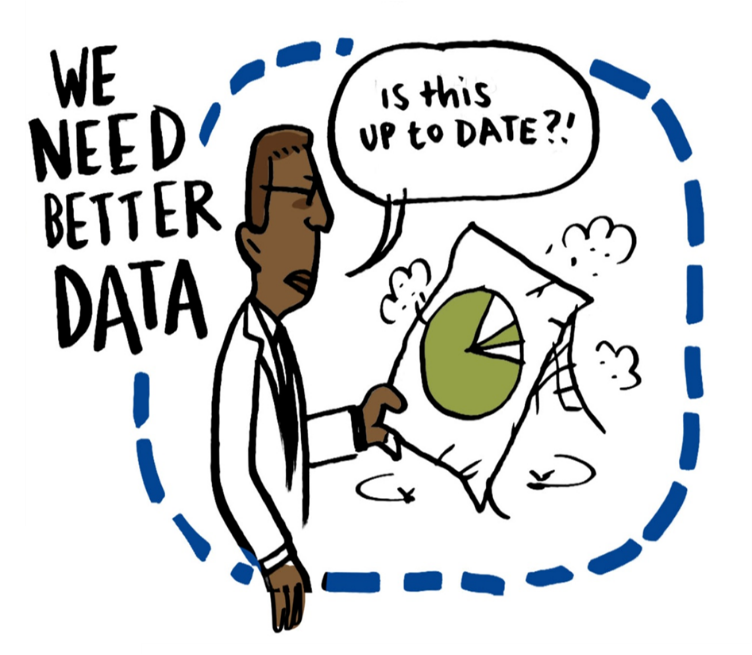 WE
NEED
BETTER
DATA
is this
UP to DATE?!